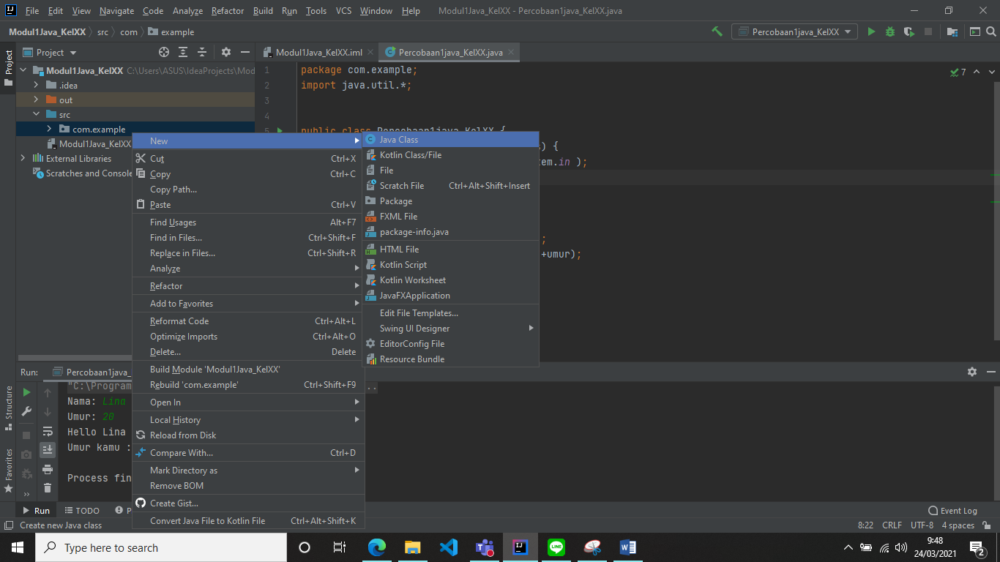 File Edit View Navigate Code Analyze Refactor Build Run Tools VCS Window Help Modul1Java_KelXX - Percobaan1java_KelXX.java
Modul1Java_KelXX src com example Percobaan1java_KelXX
Project
Project
Modul1Java_KelXX.iml Percobaan1java_KelXX.java
Modul1Java_KelXX C:\Users\ASUS\IdeaProjects\Mod
.idea
out
src
com.example
Modul1Java_KelXX
External Libraries
Scratches and Console
1 package com.example;
2 import java.util.*;
3
4
5 public class Percobaan1java_KelXX {
) {
tem.in );
;
+umur);
7
New
Cut Ctrl+X
Copy Ctrl+C
Copy Path...
Paste Ctrl+V
Find Usages Alt+F7
Find in Files... Ctrl+Shift+F
Replace in Files... Ctrl+Shift+R
Analyze
Refactor
Add to Favorites
Reformat Code Ctrl+Alt+L
Optimize Imports Ctrl+Alt+O
Delete... Delete
Build Module 'Modul1Java_KelXX'
Rebuild 'com.example' Ctrl+Shift+F9
Open In
Local History
Reload from Disk
Compare With... Ctrl+D
Mark Directory as
Remove BOM
Create Gist...
Convert Java File to Kotlin File Ctrl+Alt+Shift+K
Java Class
Kotlin Class/File
File
Scratch File Ctrl+Alt+Shift+Insert
Package
FXML File
package-info.java
HTML File
Kotlin Script
Kotlin Worksheet
JavaFXApplication
Edit File Templates...
Swing UI Designer
EditorConfig File
Resource Bundle
Run: Percobaan1java_
"C:\Program ..
Nama: Lina
Umur: 20
Hello Lina
Umur kamu :
Process fin
Structure
Favorites
Run TODO P Event Log
Create new Java class 8:22 CRLF UTF-8 4 spaces
Type here to search
9:48
24/03/2021
2